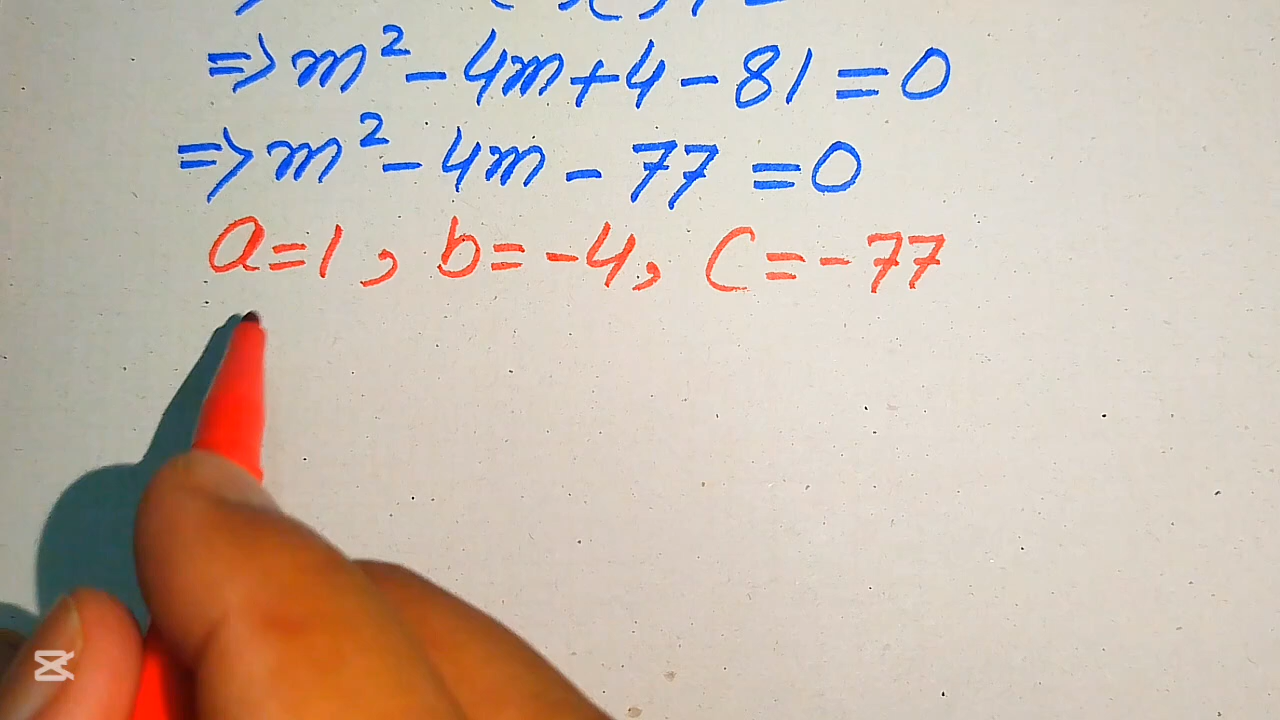 => m² - 4m + 4 - 81 = 0
=> m² - 4m - 77 = 0
a = 1, b = -4, c = -77